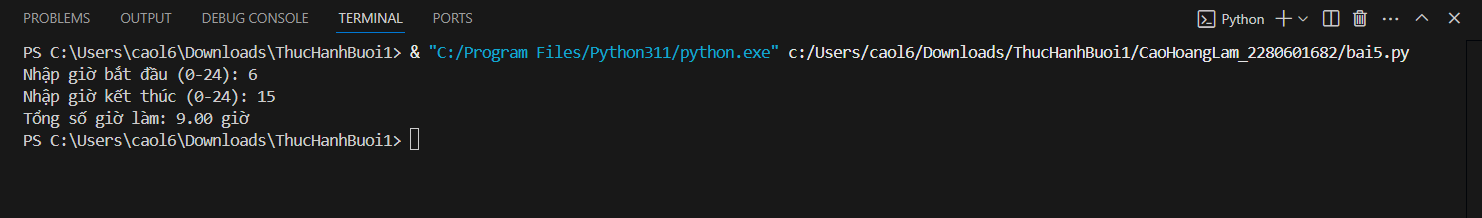 PROBLEMS OUTPUT DEBUG CONSOLE TERMINAL PORTS Python
PS C:\Users\caol6\Downloads\ThucHanhBuoi1> & "C:/Program Files/Python311/python.exe" c:/Users/caol6/Downloads/ThucHanhBuoi1/CaoHoangLam_2280601682/bai5.py
Nhập giờ bắt đầu (0-24): 6
Nhập giờ kết thúc (0-24): 15
Tổng số giờ làm: 9.00 giờ
PS C:\Users\caol6\Downloads\ThucHanhBuoi1>